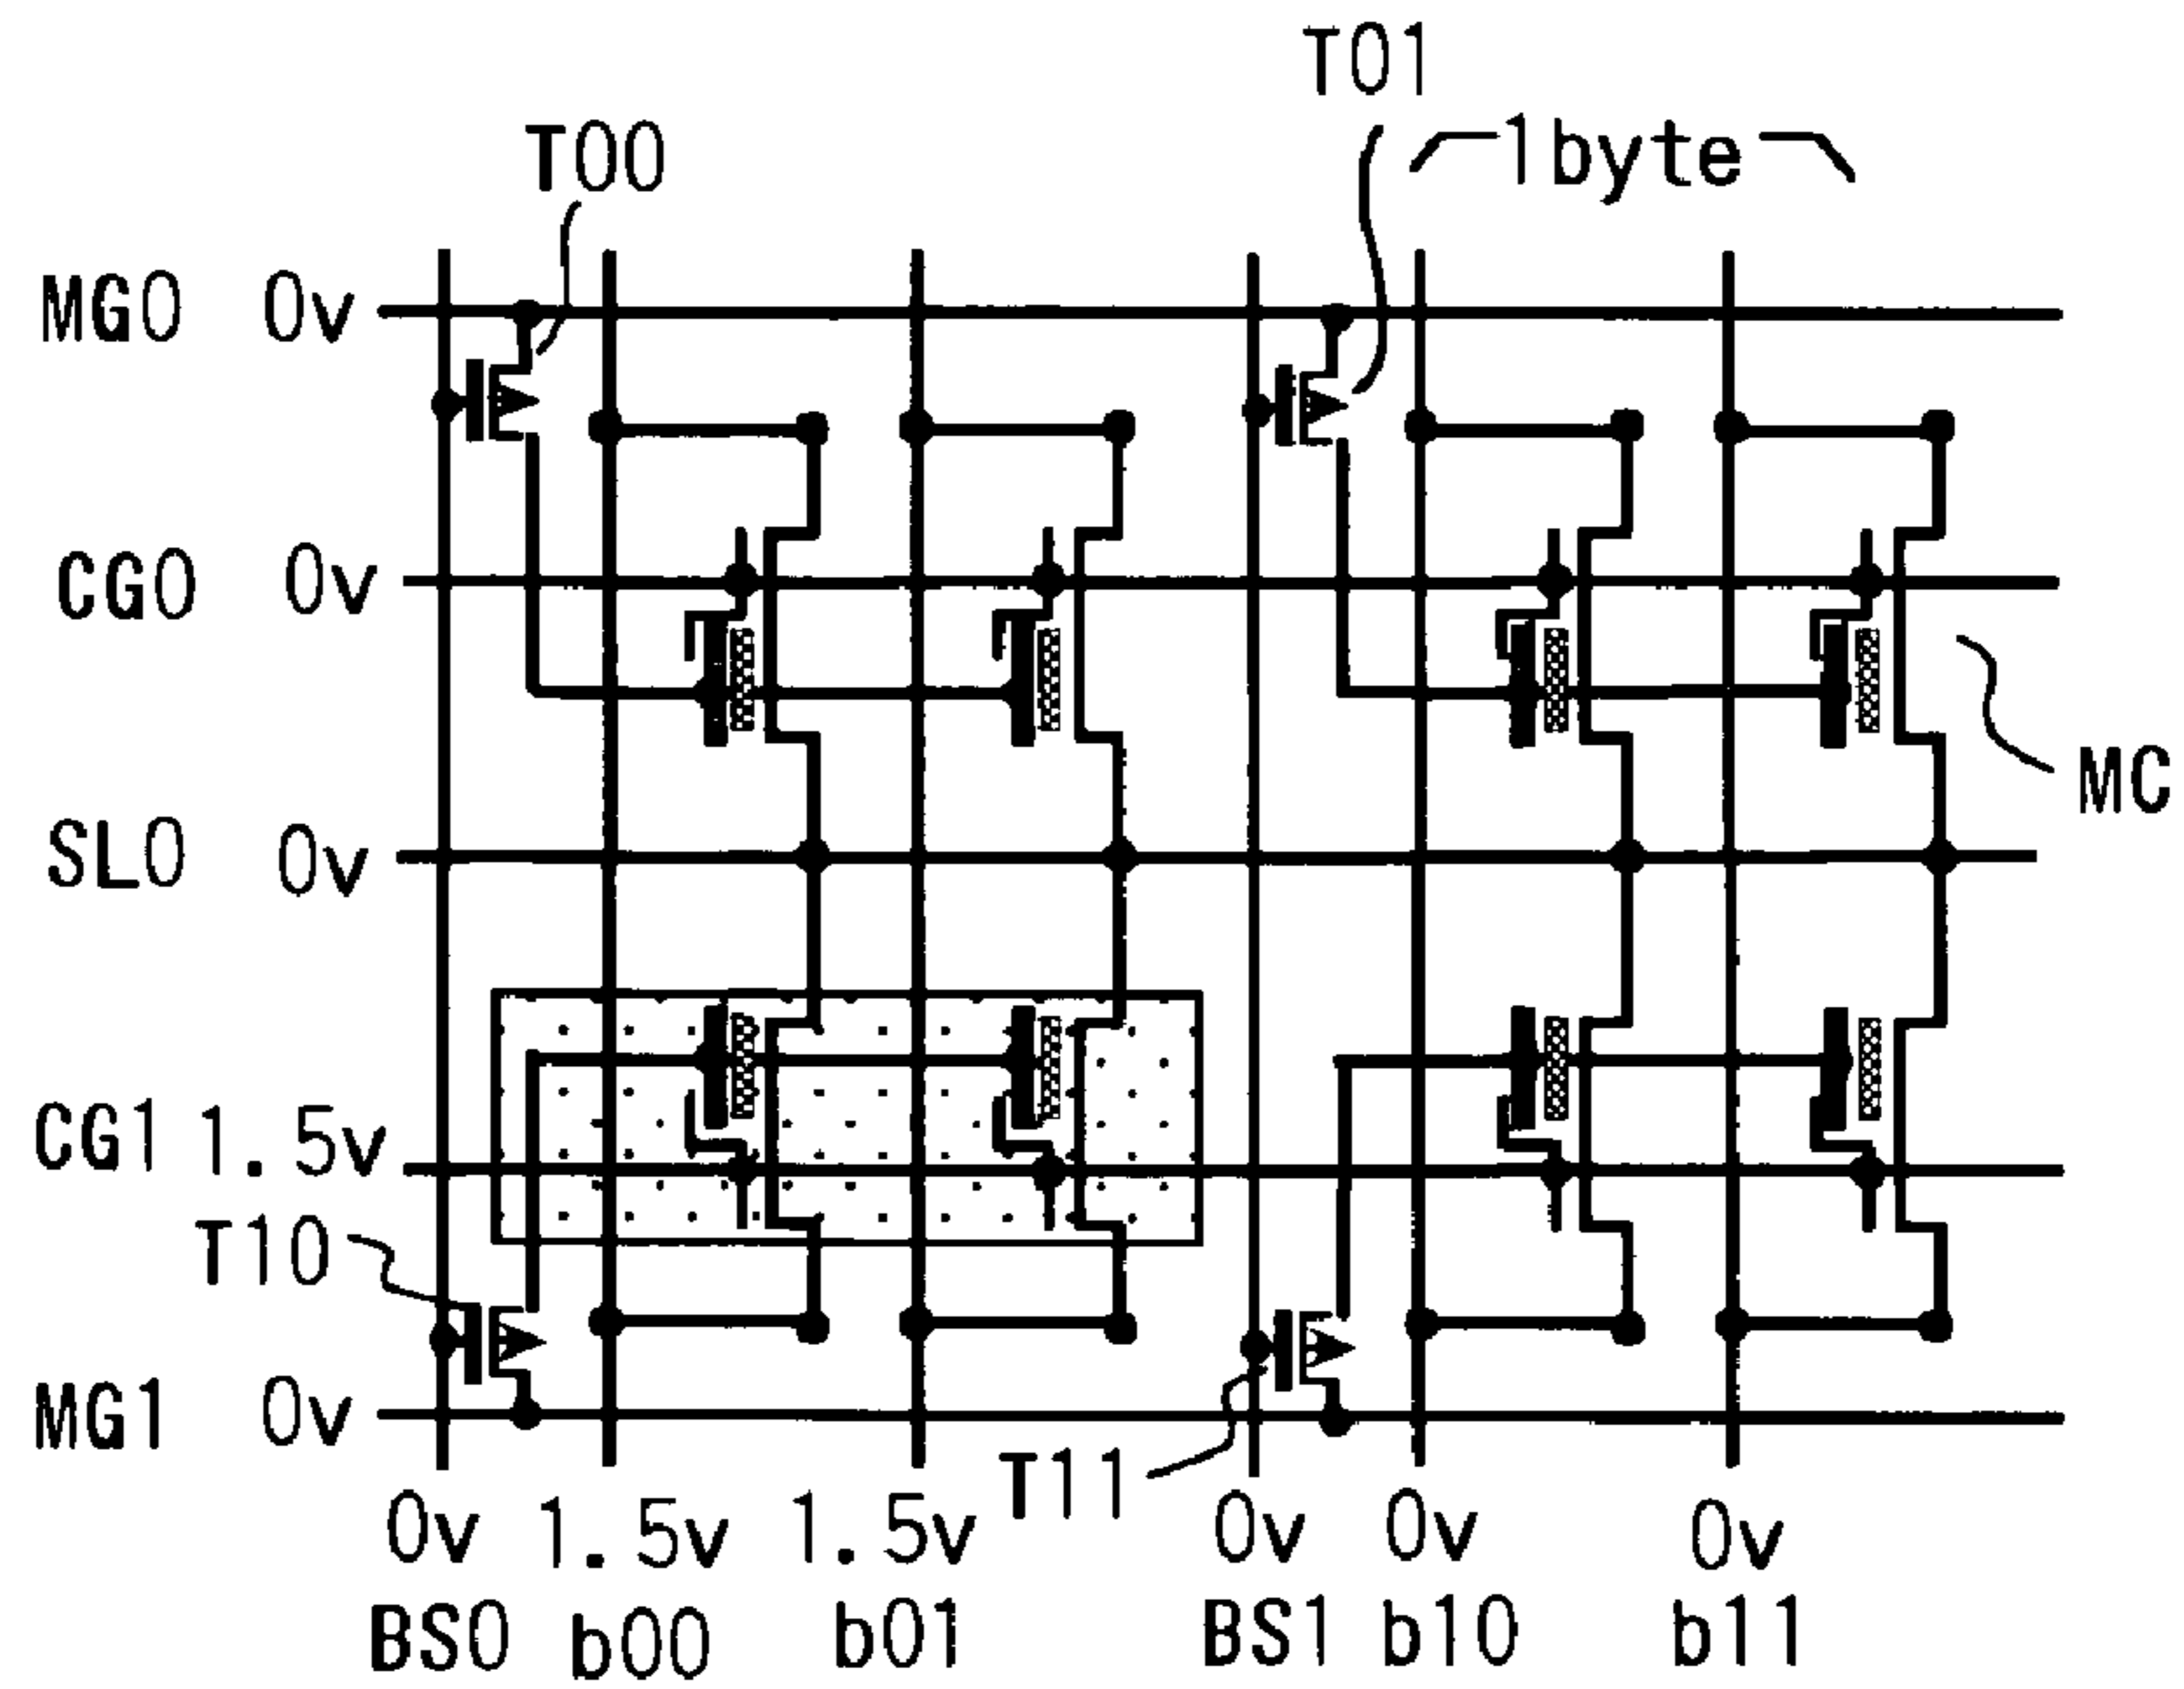 T01
T00
1byte
MG0 0v
CG0 0v
MC
SL0 0v
CG1 1.5v
T10
MG1 0v
T11
0v 1.5v 1.5v 0v 0v 0v
BS0 b00 b01 BS1 b10 b11